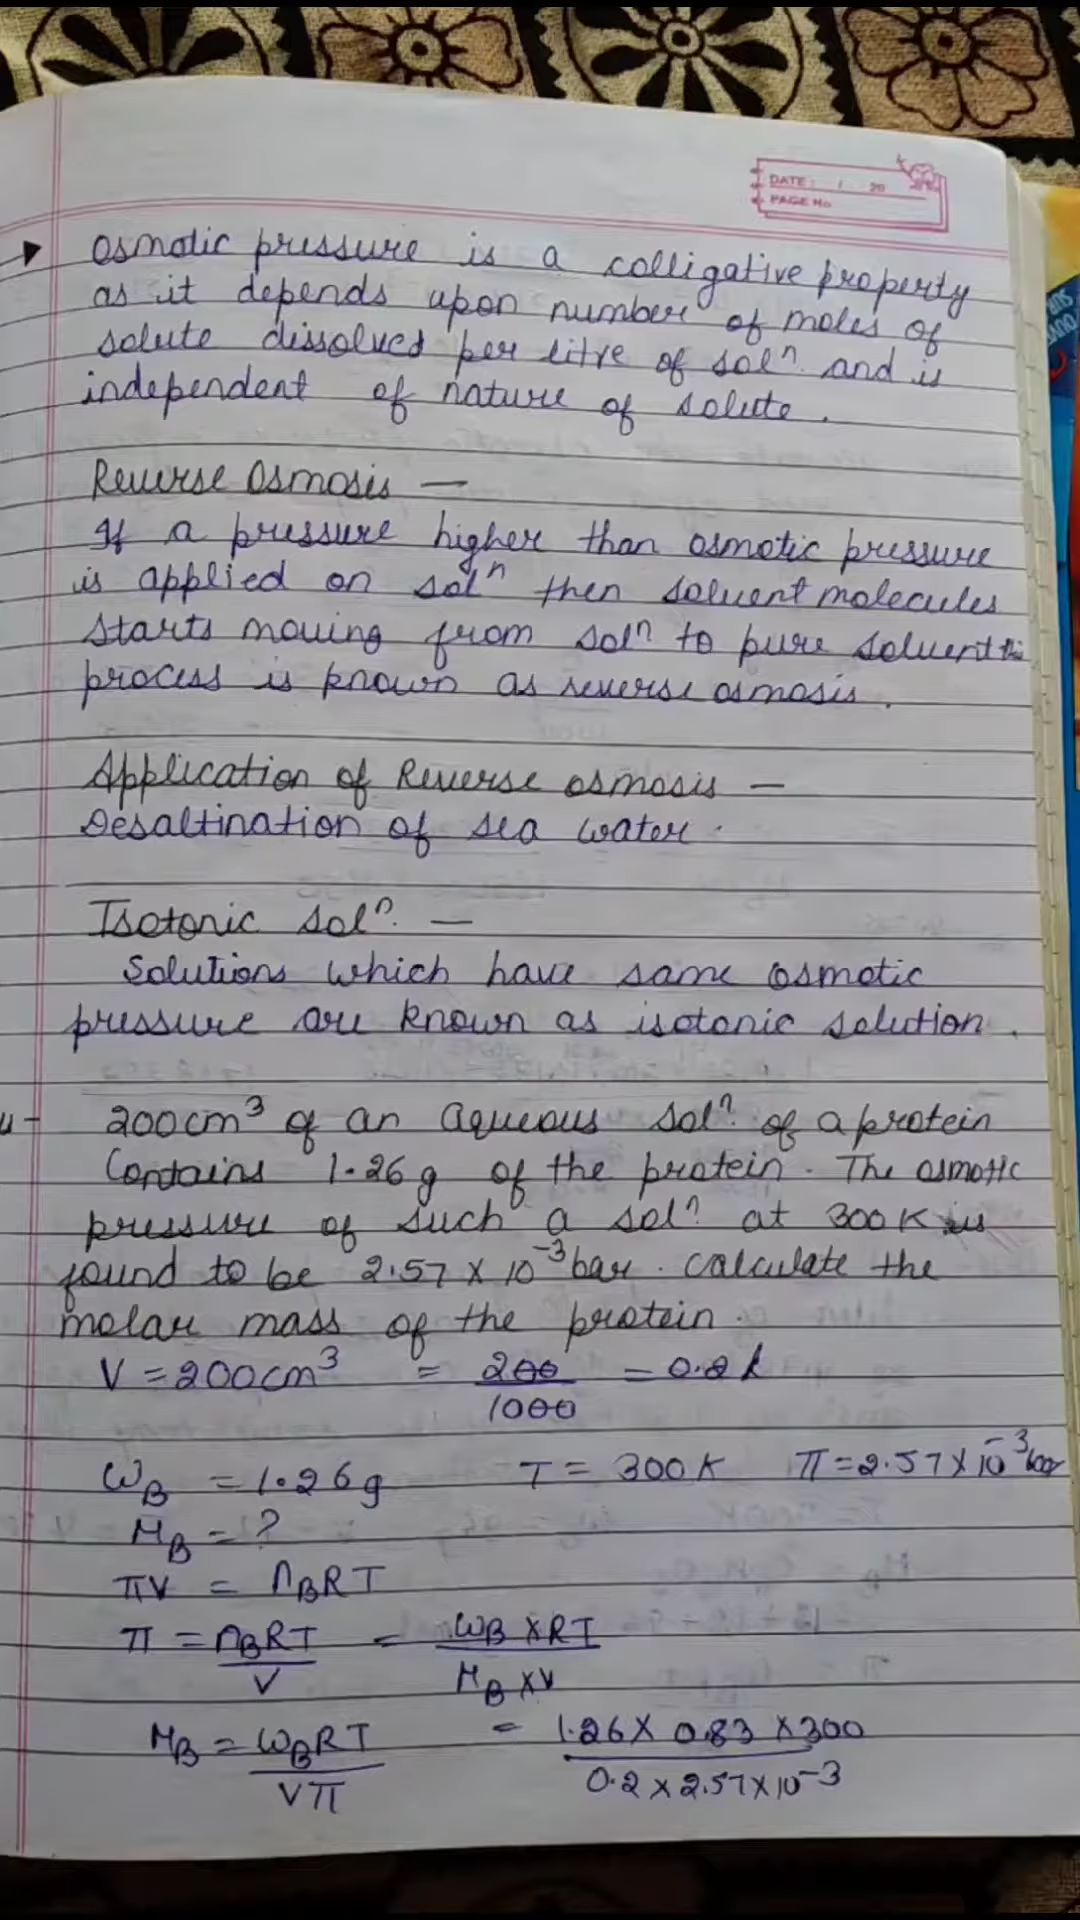 DATE: / 20
PAGE No
Osmotic pressure is a colligative property
as it depends upon number of moles of
solute dissolved per litre of solⁿ. and is
independent of nature of solute.
Reverse Osmosis —
If a pressure higher than osmotic pressure
is applied on solⁿ then solvent molecules
starts moving from solⁿ to pure solvent this
process is known as reverse osmosis.
Application of Reverse osmosis —
Desaltination of sea water.
Isotonic solⁿ. —
Solutions which have same osmotic
pressure are known as isotonic solution.
200cm³ of an aqueous solⁿ. of a protein
Contains 1.26g of the protein. The osmotic
pressure of such a solⁿ. at 300K is
found to be 2.57 × 10⁻³ bar. calculate the
molar mass of the protein.
V = 200cm³ = 200/1000 = 0.2 L
WB = 1.26g T = 300K π = 2.57 × 10⁻³ bar
MB = ?
πV = nBRT
π = nBRT/V = WB × RT/MB × V
MB = WBRT/Vπ = 1.26 × 0.83 × 300/0.2 × 2.57 × 10⁻³